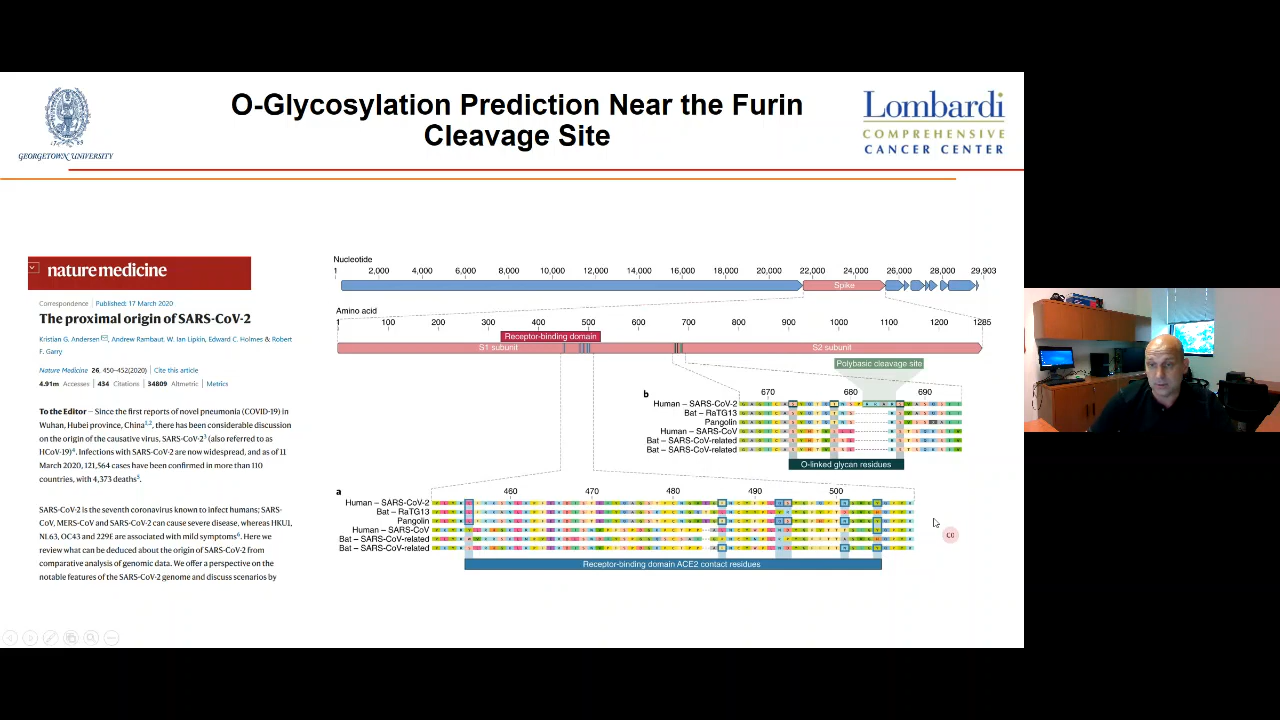 O-Glycosylation Prediction Near the Furin
Cleavage Site
GEORGETOWN UNIVERSITY
Lombardi
COMPREHENSIVE
CANCER CENTER
nature medicine
Correspondence | Published: 17 March 2020
The proximal origin of SARS-CoV-2
Kristian G. Andersen, Andrew Rambaut, W. Ian Lipkin, Edward C. Holmes & Robert
F. Garry
Nature Medicine 26, 450–452(2020) | Cite this article
4.91m Accesses | 434 Citations | 34809 Altmetric | Metrics
To the Editor — Since the first reports of novel pneumonia (COVID-19) in
Wuhan, Hubei province, China1,2, there has been considerable discussion
on the origin of the causative virus, SARS-CoV-23 (also referred to as
HCoV-19)4. Infections with SARS-CoV-2 are now widespread, and as of 11
March 2020, 121,564 cases have been confirmed in more than 110
countries, with 4,373 deaths5.
SARS-CoV-2 is the seventh coronavirus known to infect humans; SARS-
CoV, MERS-CoV and SARS-CoV-2 can cause severe disease, whereas HKU1,
NL63, OC43 and 229E are associated with mild symptoms6. Here we
review what can be deduced about the origin of SARS-CoV-2 from
comparative analysis of genomic data. We offer a perspective on the
notable features of the SARS-CoV-2 genome and discuss scenarios by
Nucleotide
1 2,000 4,000 6,000 8,000 10,000 12,000 14,000 16,000 18,000 20,000 22,000 24,000 26,000 28,000 29,903
Spike
Amino acid
1 100 200 300 400 500 600 700 800 900 1000 1100 1200 1285
Receptor-binding domain
S1 subunit S2 subunit
Polybasic cleavage site
b 670 680 690
Human – SARS-CoV-2
Bat – RaTG13
Pangolin
Human – SARS-CoV
Bat – SARS-CoV-related
Bat – SARS-CoV-related
O-linked glycan residues
a 460 470 480 490 500
Human – SARS-CoV-2
Bat – RaTG13
Pangolin
Human – SARS-CoV
Bat – SARS-CoV-related
Bat – SARS-CoV-related
Receptor-binding domain ACE2 contact residues